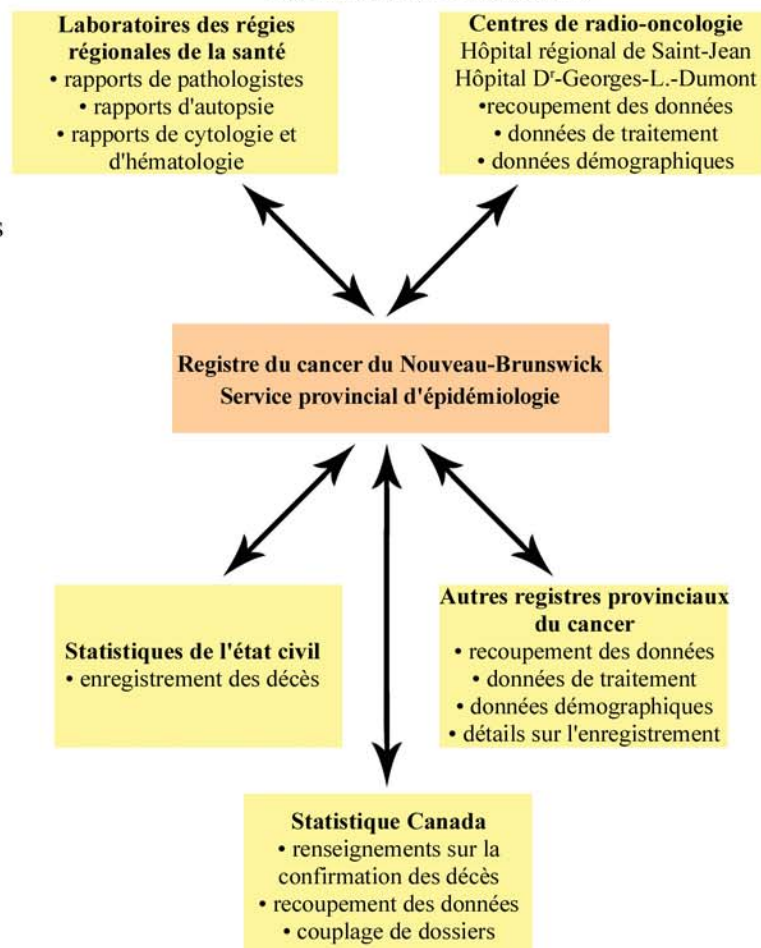 Laboratoires des régies
régionales de la santé
• rapports de pathologistes
• rapports d'autopsie
• rapports de cytologie et
d'hématologie
Centres de radio-oncologie
Hôpital régional de Saint-Jean
Hôpital Dʳ-Georges-L.-Dumont
•recoupement des données
• données de traitement
• données démographiques
s
Registre du cancer du Nouveau-Brunswick
Service provincial d'épidémiologie
Statistiques de l'état civil
• enregistrement des décès
Autres registres provinciaux
du cancer
• recoupement des données
• données de traitement
• données démographiques
• détails sur l'enregistrement
Statistique Canada
• renseignements sur la
confirmation des décès
• recoupement des données
• couplage de dossiers